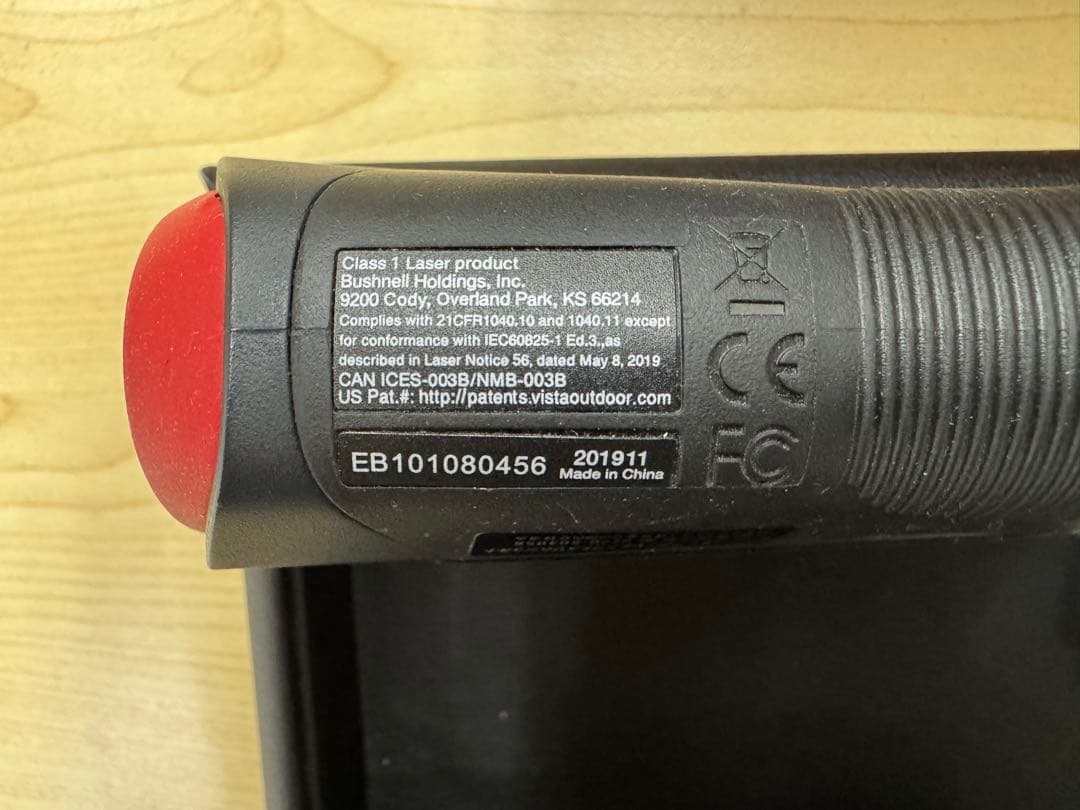 Class 1 Laser product
Bushnell Holdings, Inc.
9200 Cody, Overland Park, KS 66214
Complies with 21CFR1040.10 and 1040.11 except
for conformance with IEC60825-1 Ed.3.,as
described in Laser Notice 56, dated May 8, 2019
CAN ICES-003B/NMB-003B
US Pat.#: http://patents.vistaoutdoor.com
EB101080456 201911
Made in China
CE
FC